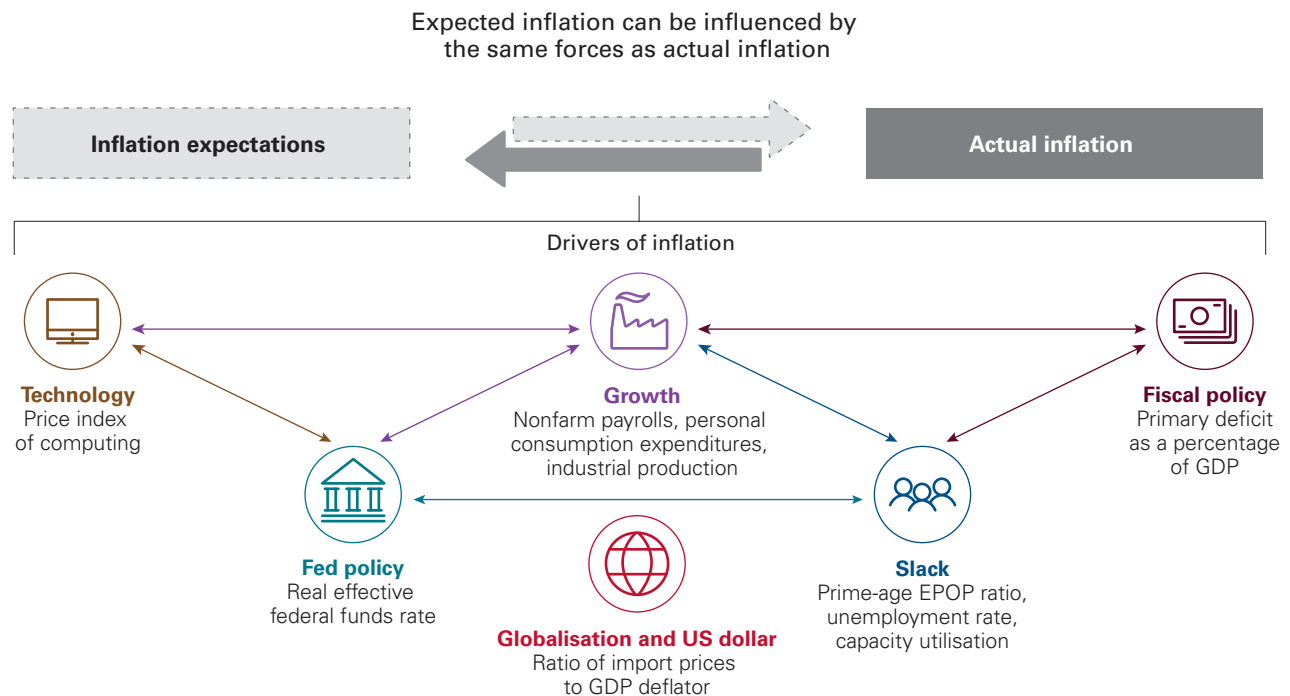 Expected inflation can be influenced by
the same forces as actual inflation
Inflation expectations
Actual inflation
Drivers of inflation
Technology
Price index
of computing
Growth
Nonfarm payrolls, personal
consumption expenditures,
industrial production
Fiscal policy
Primary deficit
as a percentage
of GDP
Fed policy
Real effective
federal funds rate
Globalisation and US dollar
Ratio of import prices
to GDP deflator
Slack
Prime-age EPOP ratio,
unemployment rate,
capacity utilisation